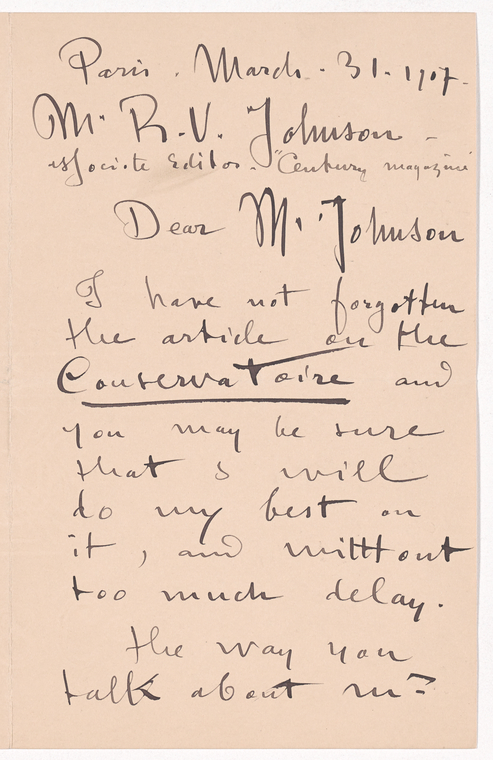 Paris . March . 31 . 1907 -
Mr R. V. Johnson -
associate Editor - "Century magazine
Dear Mr Johnson
I have not forgotten
the article on the
Conservatoire and
you may be sure
that I will
do my best on
it , and witthout
too much delay .
the way you
talk about Mr